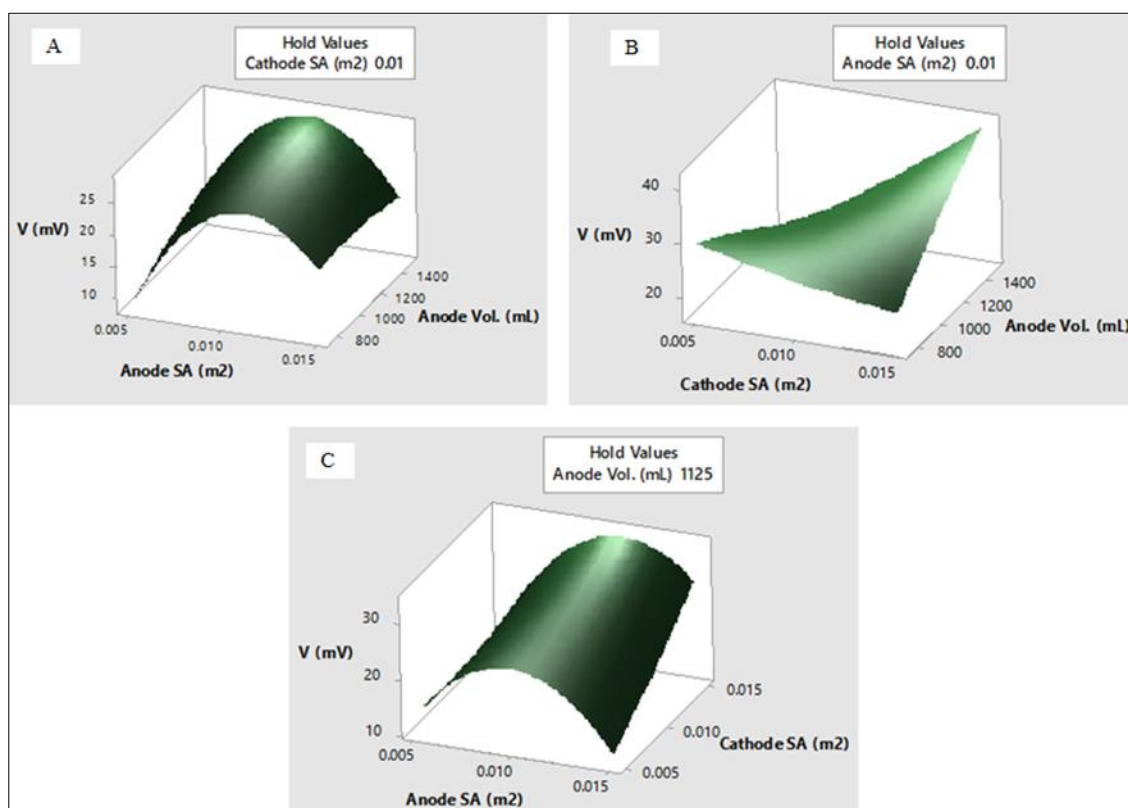 A
Hold Values
Cathode SA (m2) 0.01
25
V (mV)
20
15
10
1400
1200
Anode Vol. (mL)
1000
800
0.005
0.010
0.015
Anode SA (m2)
B
Hold Values
Anode SA (m2) 0.01
40
V (mV)
30
20
1400
1200
Anode Vol. (mL)
1000
800
0.005
0.010
0.015
Cathode SA (m2)
C
Hold Values
Anode Vol. (mL) 1125
30
V (mV)
20
10
0.015
0.010
Cathode SA (m2)
0.005
0.005
0.010
0.015
Anode SA (m2)